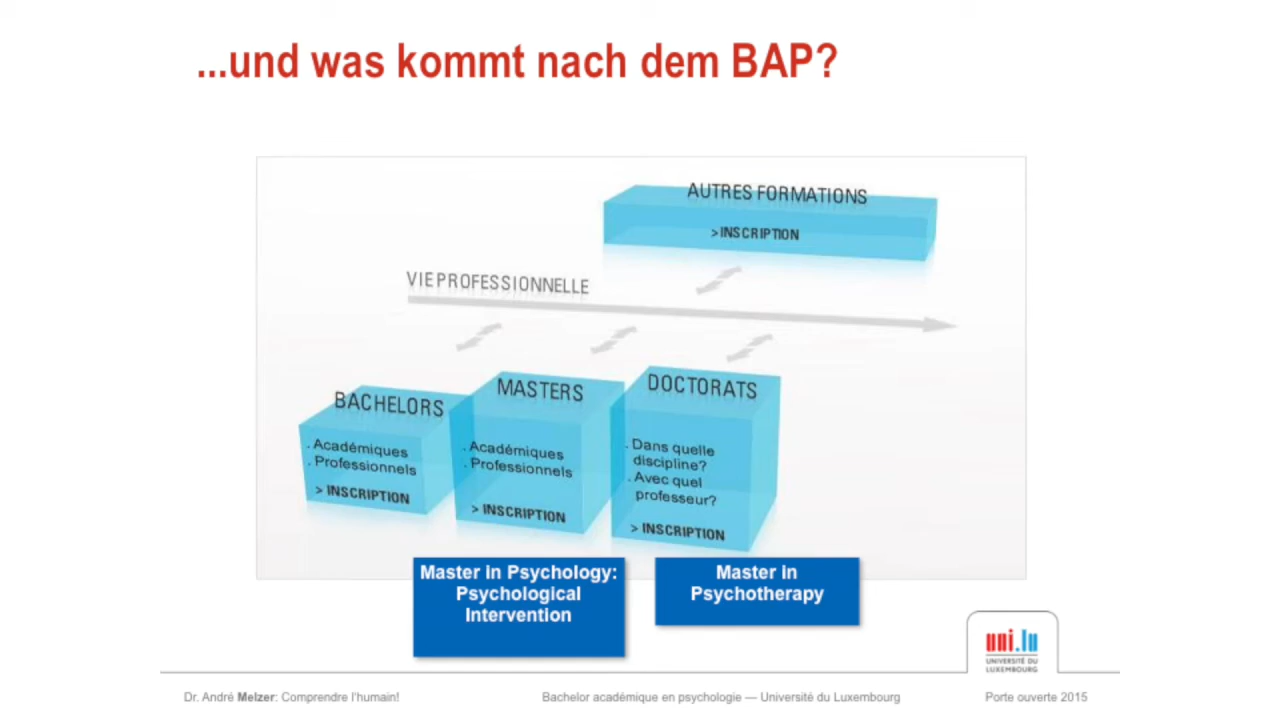 ...und was kommt nach dem BAP?
AUTRES FORMATIONS
> INSCRIPTION
VIE PROFESSIONNELLE
BACHELORS
. Académiques
. Professionnels
> INSCRIPTION
MASTERS
. Académiques
. Professionnels
> INSCRIPTION
DOCTORATS
. Dans quelle
discipline?
. Avec quel
professeur?
> INSCRIPTION
Master in Psychology:
Psychological
Intervention
Master in
Psychotherapy
uni.lu
UNIVERSITÉ DU
LUXEMBOURG
Dr. André Melzer: Comprendre l'humain!
Bachelor académique en psychologie — Université du Luxembourg
Porte ouverte 2015